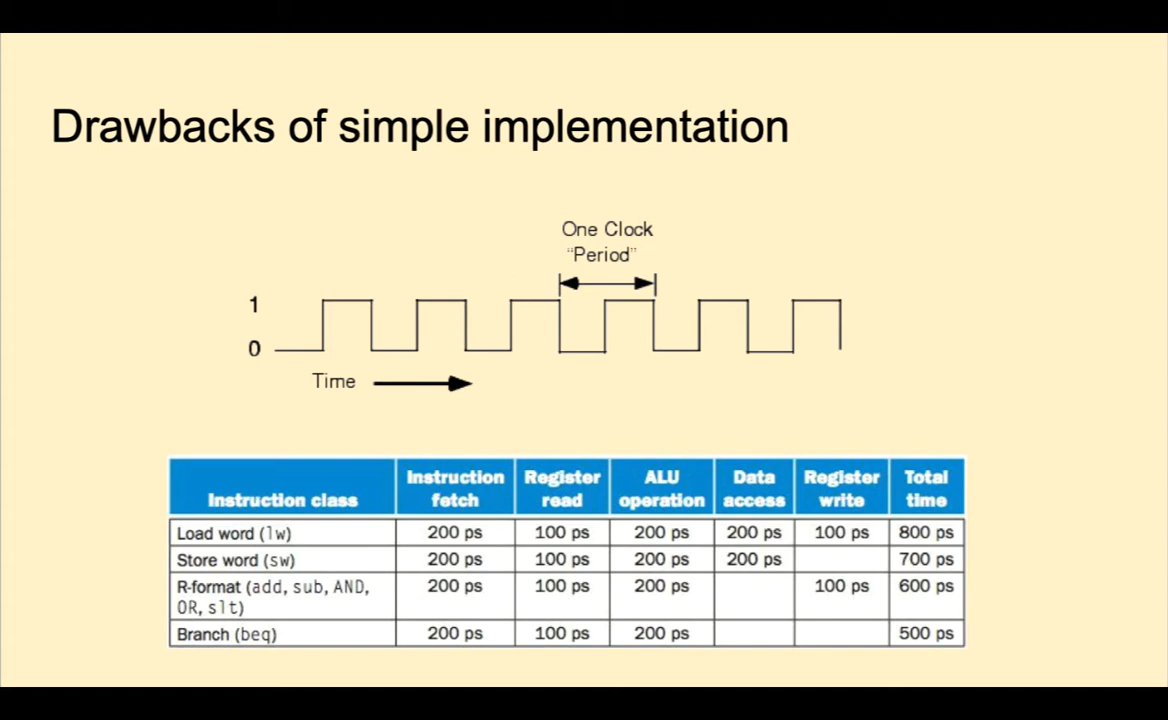 Drawbacks of simple implementation
One Clock
“Period”
1
0
Time
Instruction class | Instruction fetch | Register read | ALU operation | Data access | Register write | Total time
Load word (lw) | 200 ps | 100 ps | 200 ps | 200 ps | 100 ps | 800 ps
Store word (sw) | 200 ps | 100 ps | 200 ps | 200 ps | | 700 ps
R-format (add, sub, AND, OR, slt) | 200 ps | 100 ps | 200 ps | | 100 ps | 600 ps
Branch (beq) | 200 ps | 100 ps | 200 ps | | | 500 ps